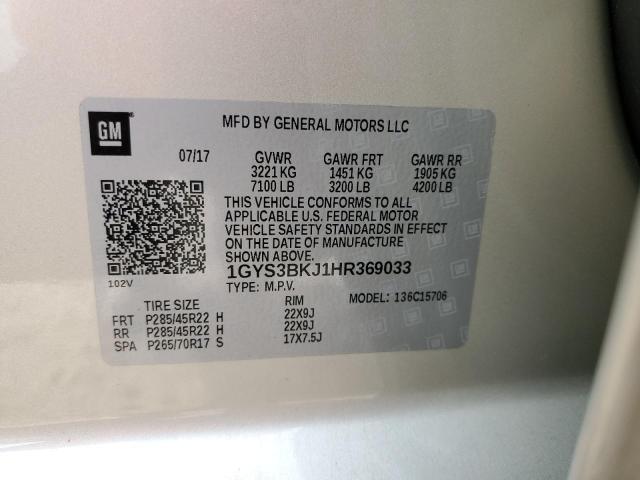 GM
MFD BY GENERAL MOTORS LLC
07/17 GVWR GAWR FRT GAWR RR
3221 KG 1451 KG 1905 KG
7100 LB 3200 LB 4200 LB
THIS VEHICLE CONFORMS TO ALL
APPLICABLE U.S. FEDERAL MOTOR
VEHICLE SAFETY STANDARDS IN EFFECT
ON THE DATE OF MANUFACTURE
SHOWN ABOVE.
1GYS3BKJ1HR369033
102V
TYPE: M.P.V. MODEL: 136C15706
TIRE SIZE RIM
FRT P285/45R22 H 22X9J
RR P285/45R22 H 22X9J
SPA P265/70R17 S 17X7.5J